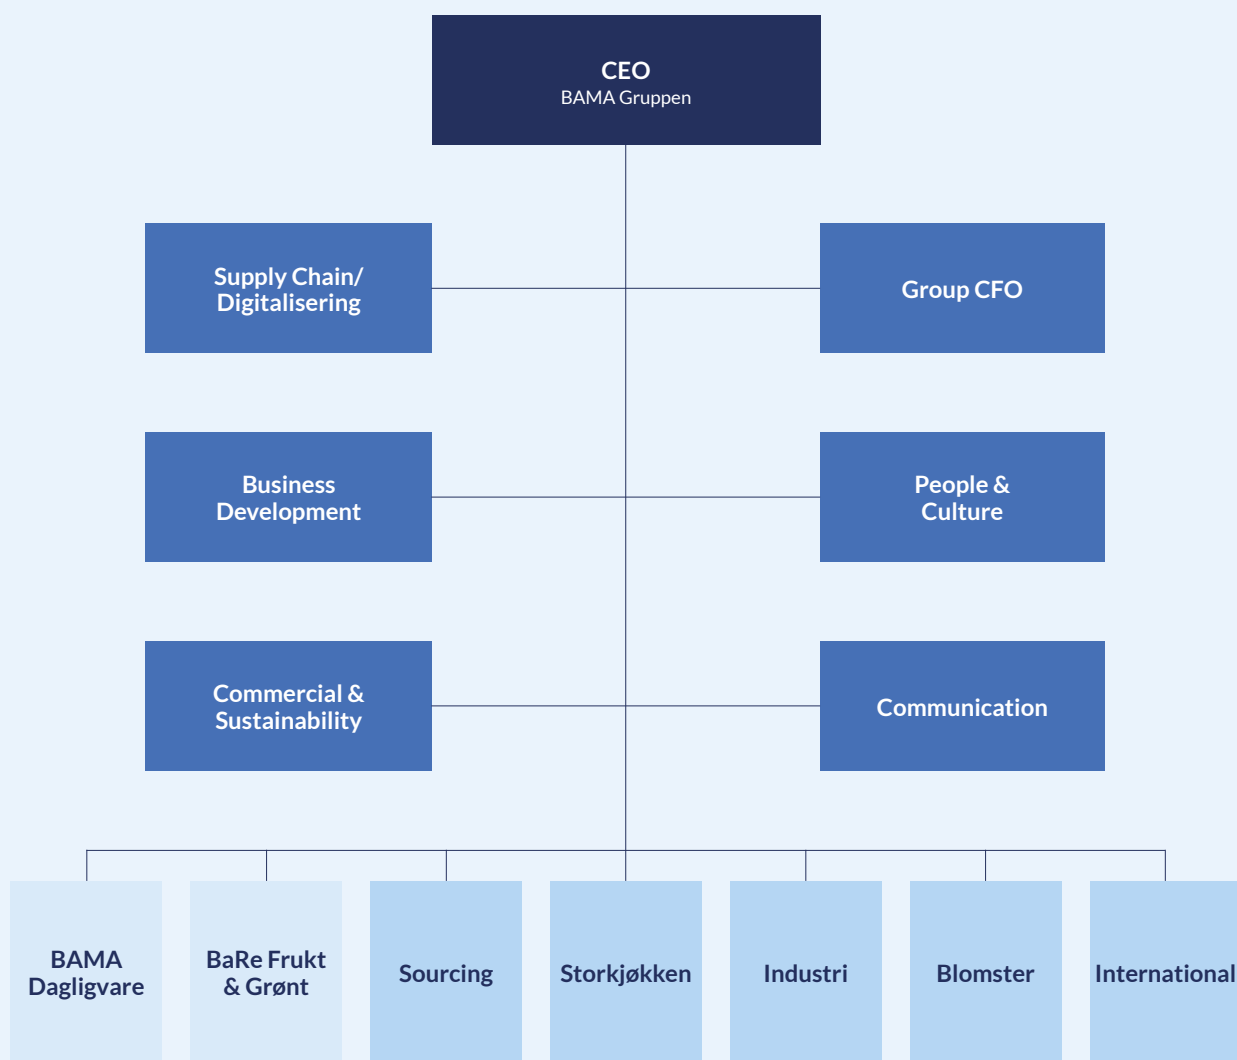 CEO
BAMA Gruppen
Supply Chain/
Digitalisering
Group CFO
Business
Development
People &
Culture
Commercial &
Sustainability
Communication
BAMA
Dagligvare
BaRe Frukt
& Grønt
Sourcing
Storkjøkken
Industri
Blomster
International